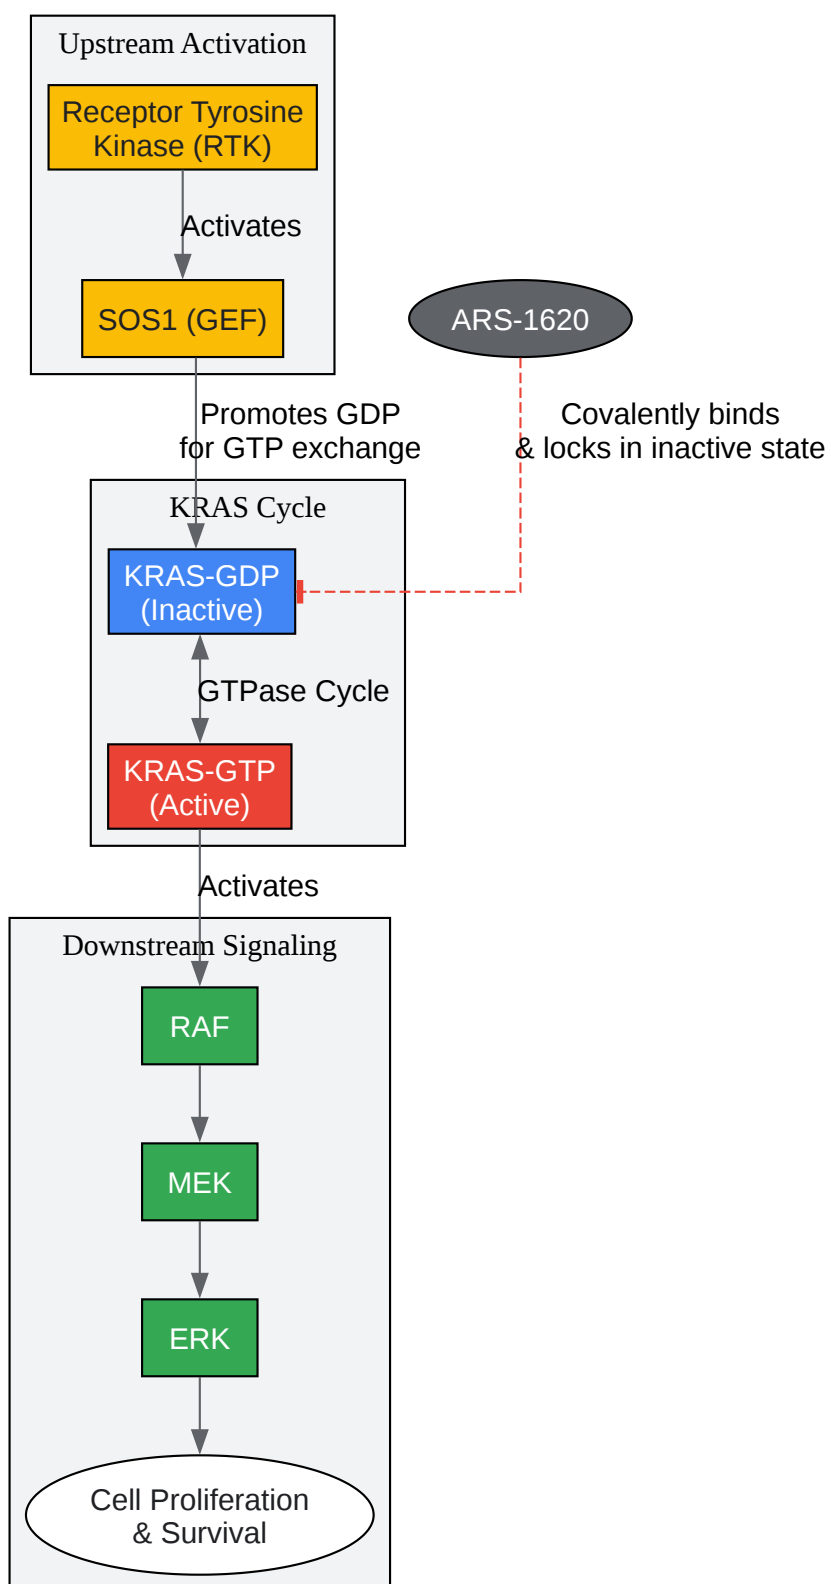 Upstream Activation
Receptor Tyrosine
Kinase (RTK)
Activates
SOS1 (GEF)
ARS-1620
Promotes GDP
for GTP exchange
Covalently binds
& locks in inactive state
KRAS Cycle
KRAS-GDP
(Inactive)
GTPase Cycle
KRAS-GTP
(Active)
Activates
Downstream Signaling
RAF
MEK
ERK
Cell Proliferation
& Survival